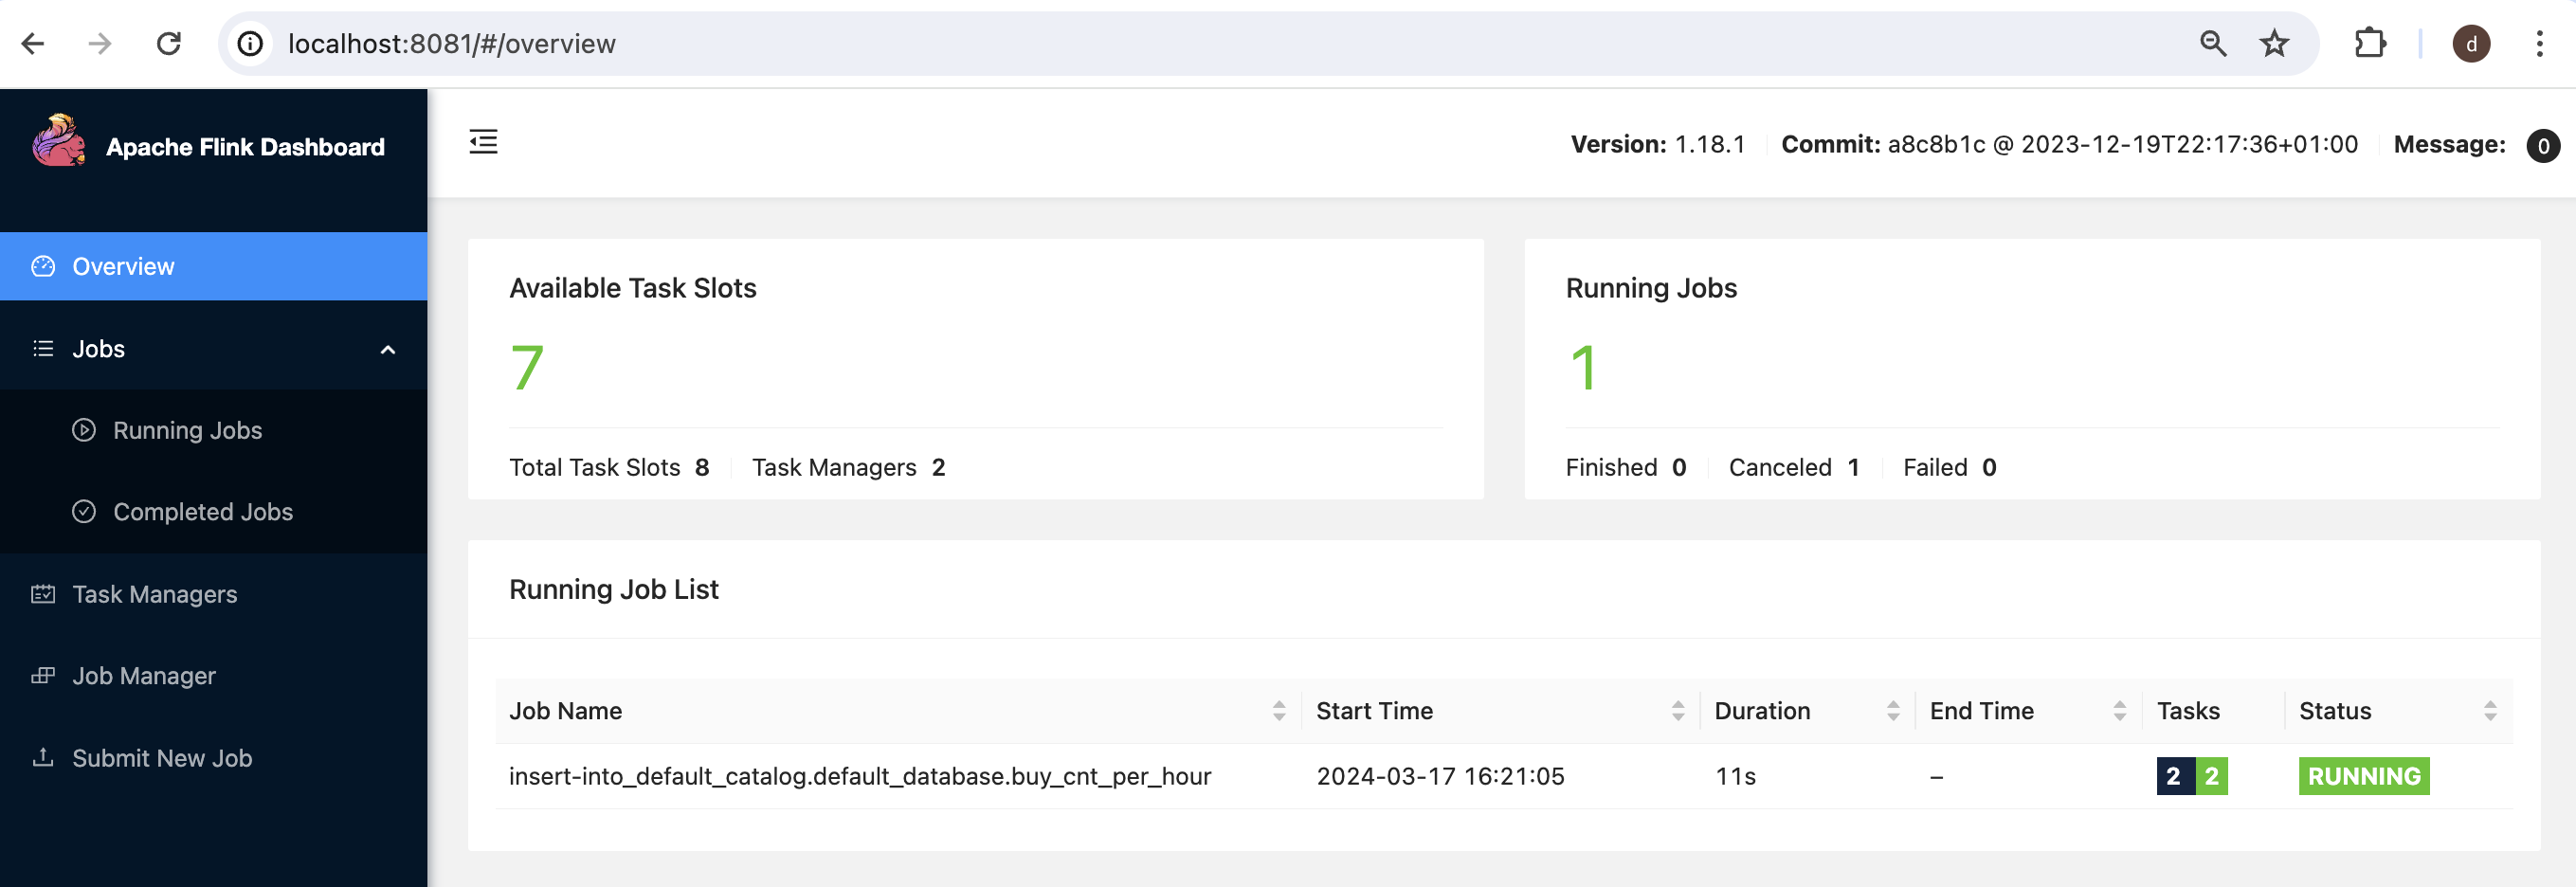 localhost:8081/#/overview
d
Apache Flink Dashboard
Version: 1.18.1 Commit: a8c8b1c @ 2023-12-19T22:17:36+01:00 Message: 0
Overview
Jobs
Running Jobs
Completed Jobs
Task Managers
Job Manager
Submit New Job
Available Task Slots
7
Total Task Slots 8 Task Managers 2
Running Jobs
1
Finished 0 Canceled 1 Failed 0
Running Job List
Job Name Start Time Duration End Time Tasks Status
insert-into_default_catalog.default_database.buy_cnt_per_hour 2024-03-17 16:21:05 11s – 2 2 RUNNING